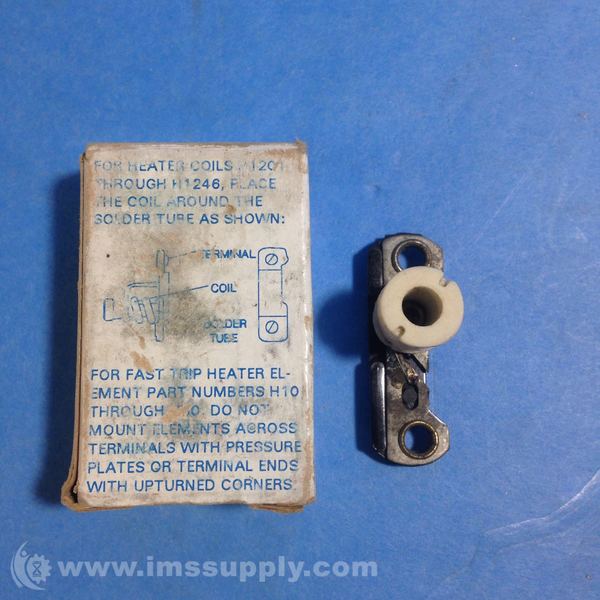 FOR HEATER COILS H1201
THROUGH H1246, PLACE
THE COIL AROUND THE
SOLDER TUBE AS SHOWN:
TERMINAL
COIL
SOLDER
TUBE
FOR FAST TRIP HEATER EL-
EMENT PART NUMBERS H10
THROUGH DO NOT
MOUNT ELEMENTS ACROSS
TERMINALS WITH PRESSURE
PLATES OR TERMINAL ENDS
WITH UPTURNED CORNERS
www.imssupply.com